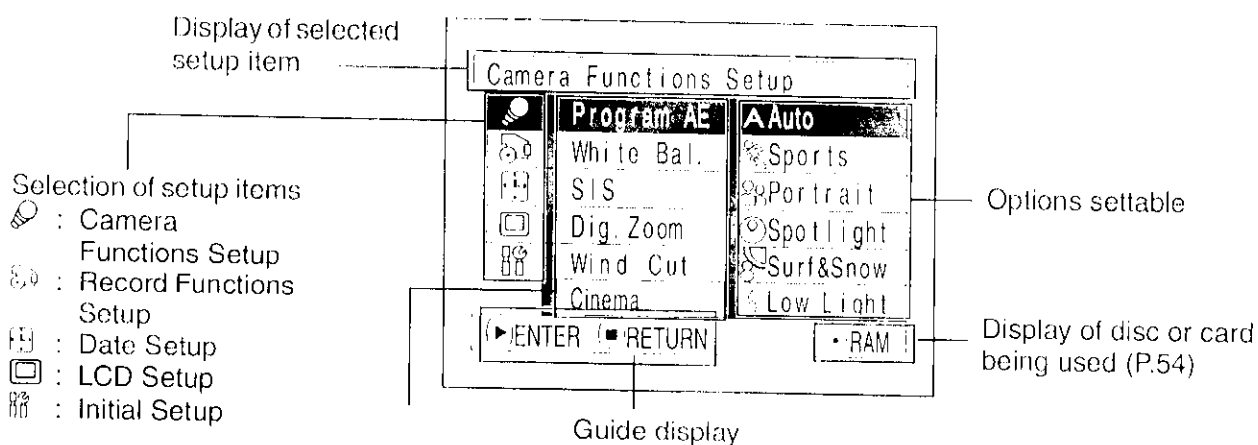 Display of selected
setup item
Camera Functions Setup
Program AE
White Bal.
SIS
Dig. Zoom
Wind Cut
Cinema
A Auto
Sports
Portrait
Spotlight
Surf&Snow
Low Light
ENTER RETURN
RAM
Selection of setup items
: Camera
Functions Setup
: Record Functions
Setup
: Date Setup
: LCD Setup
: Initial Setup
Options settable
Display of disc or card
being used (P.54)
Guide display